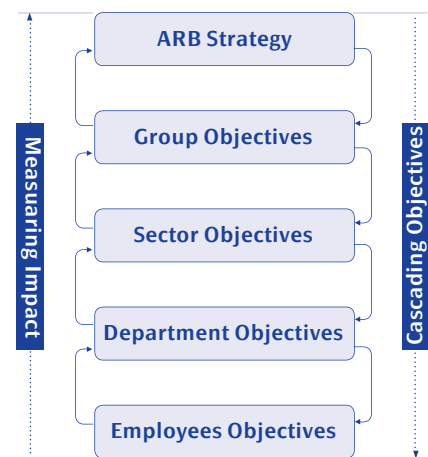 ARB Strategy
Group Objectives
Sector Objectives
Department Objectives
Employees Objectives
Measuaring Impact
Cascading Objectives